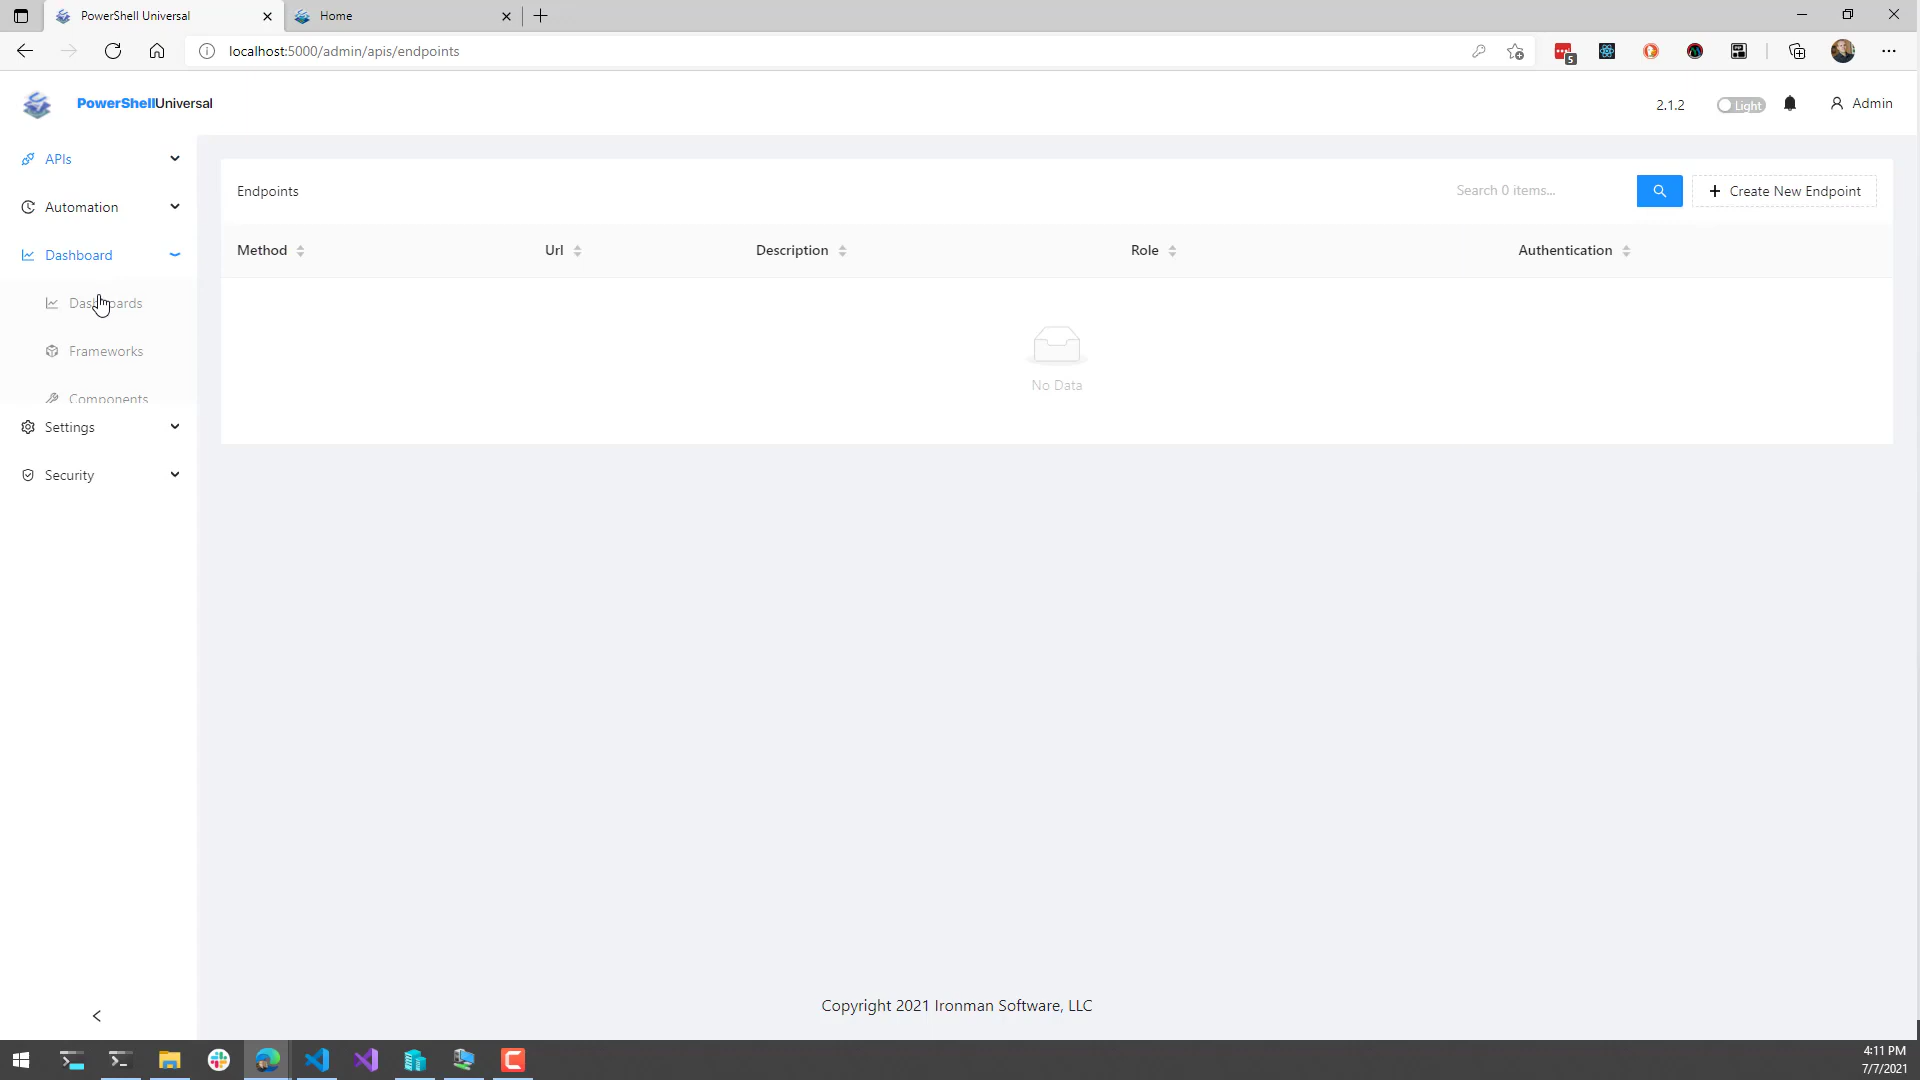 PowerShell Universal
Home
localhost:5000/admin/apis/endpoints
5
PowerShellUniversal
2.1.2
Light
Admin
APIs
Automation
Dashboard
Dashboards
Frameworks
Components
Settings
Security
Endpoints
Search 0 items...
Create New Endpoint
Method
Url
Description
Role
Authentication
No Data
Copyright 2021 Ironman Software, LLC
4:11 PM
7/7/2021